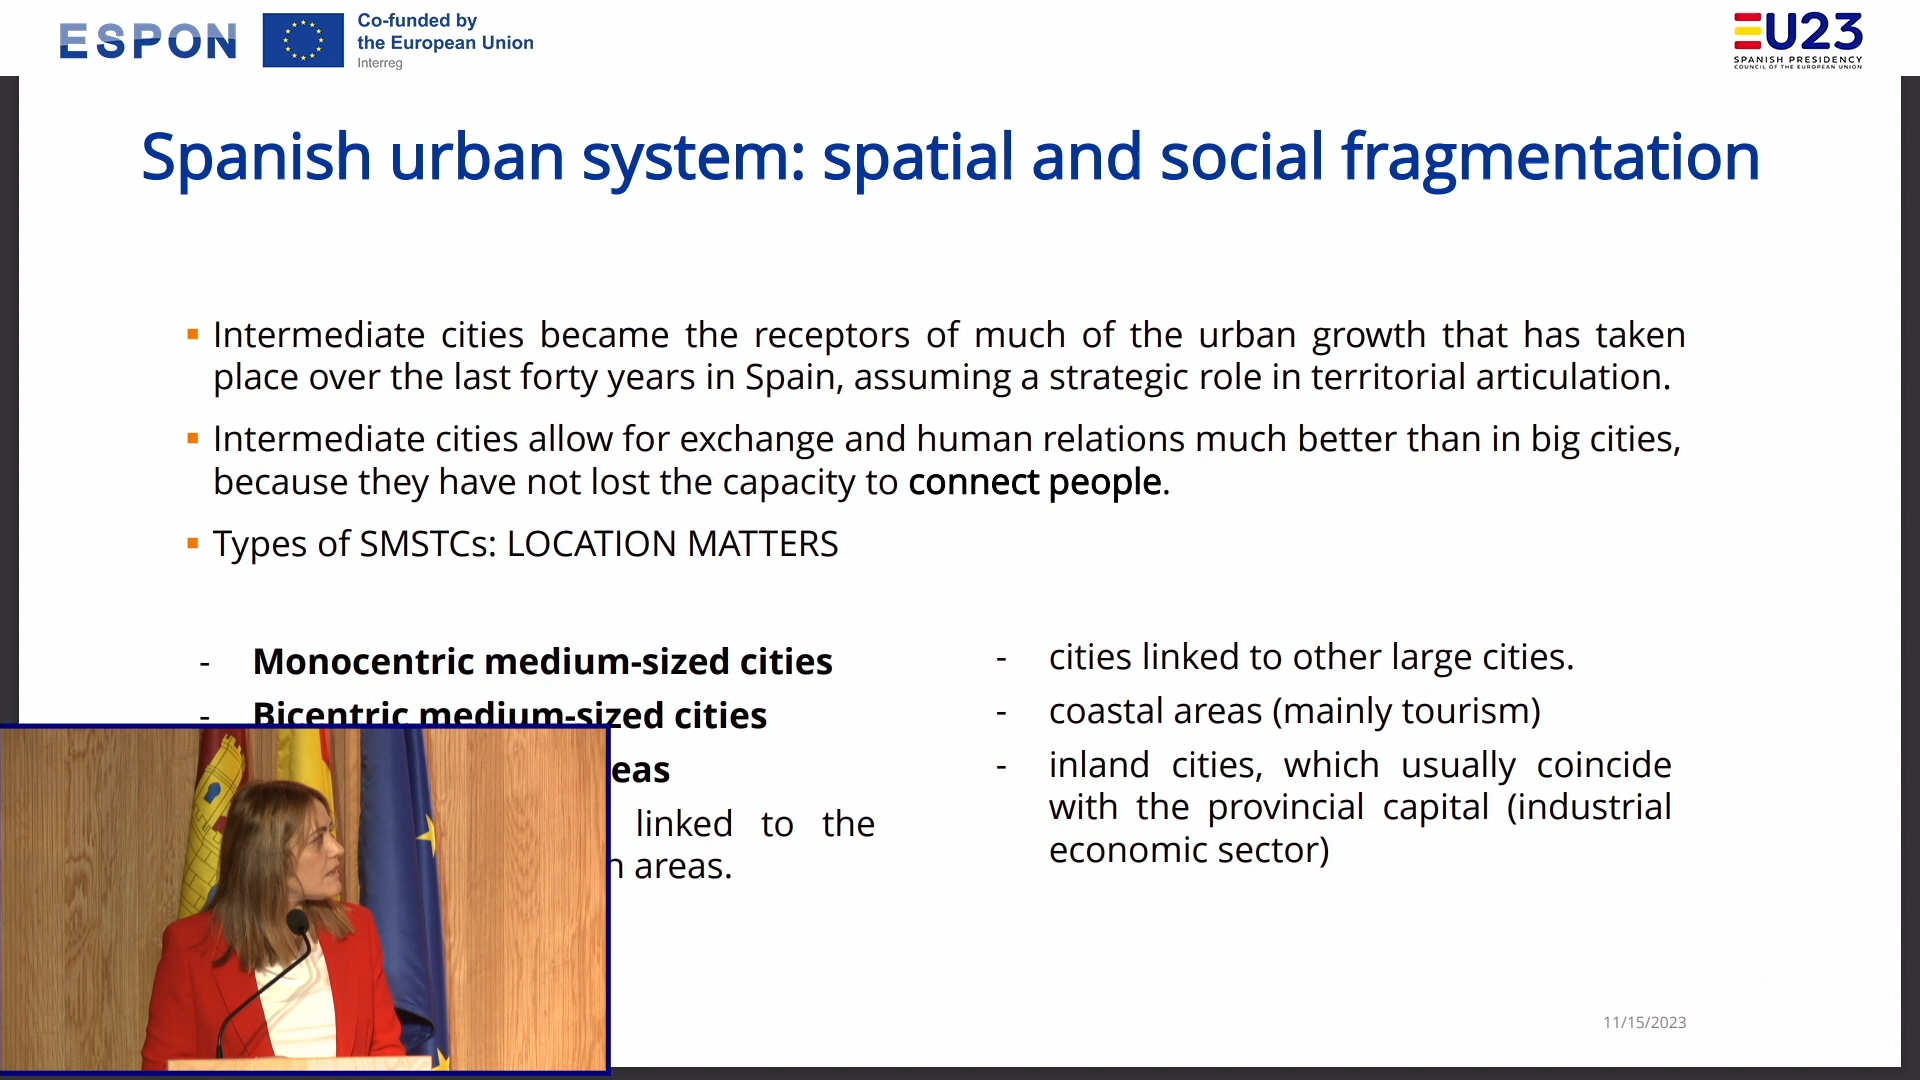 ESPON
Co-funded by
the European Union
Interreg
EU23
SPANISH PRESIDENCY
COUNCIL OF THE EUROPEAN UNION
Spanish urban system: spatial and social fragmentation
Intermediate cities became the receptors of much of the urban growth that has taken
place over the last forty years in Spain, assuming a strategic role in territorial articulation.
Intermediate cities allow for exchange and human relations much better than in big cities,
because they have not lost the capacity to connect people.
Types of SMSTCs: LOCATION MATTERS
- Monocentric medium-sized cities
- Bicentric medium-sized cities
eas
linked to the
areas.
- cities linked to other large cities.
- coastal areas (mainly tourism)
- inland cities, which usually coincide
with the provincial capital (industrial
economic sector)
11/15/2023